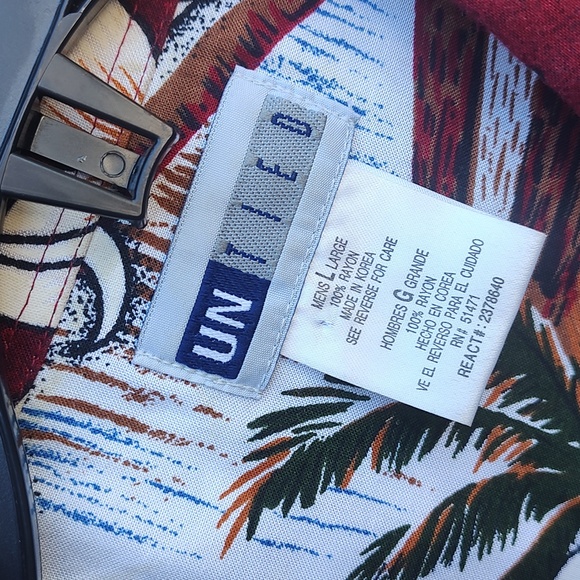 UNTIED
MENS L LARGE
100% RAYON
MADE IN KOREA
SEE REVERSE FOR CARE
HOMBRES G GRANDE
100% RAYON
HECHO EN COREA
VE EL REVERSO PARA EL CUIDADO
RN# 51471
REACT#: 2378640